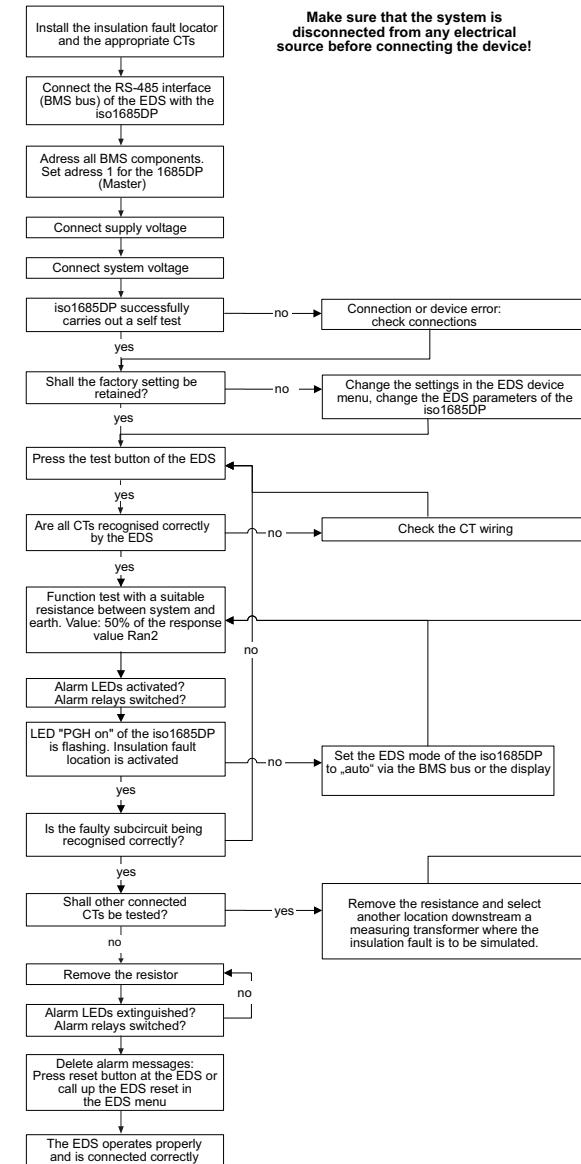 Install the insulation fault locator
and the appropriate CTs
Make sure that the system is
disconnected from any electrical
source before connecting the device!
Connect the RS-485 interface
(BMS bus) of the EDS with the
iso1685DP
Adress all BMS components.
Set adress 1 for the 1685DP
(Master)
Connect supply voltage
Connect system voltage
iso1685DP successfully
carries out a self test
no
Connection or device error:
check connections
yes
Shall the factory setting be
retained?
no
Change the settings in the EDS device
menu, change the EDS parameters of the
iso1685DP
yes
Press the test button of the EDS
yes
Are all CTs recognised correctly
by the EDS
no
Check the CT wiring
yes
Function test with a suitable
resistance between system and
earth. Value: 50% of the response
value Ran2
no
Alarm LEDs activated?
Alarm relays switched?
LED "PGH on" of the iso1685DP
is flashing. Insulation fault
location is activated
no
Set the EDS mode of the iso1685DP
to „auto“ via the BMS bus or the display
yes
Is the faulty subcircuit being
recognised correctly?
yes
Shall other connected
CTs be tested?
yes
Remove the resistance and select
another location downstream a
measuring transformer where the
insulation fault is to be simulated.
no
Remove the resistor
no
Alarm LEDs extinguished?
Alarm relays switched?
Delete alarm messages:
Press reset button at the EDS or
call up the EDS reset in
the EDS menu
The EDS operates properly
and is connected correctly